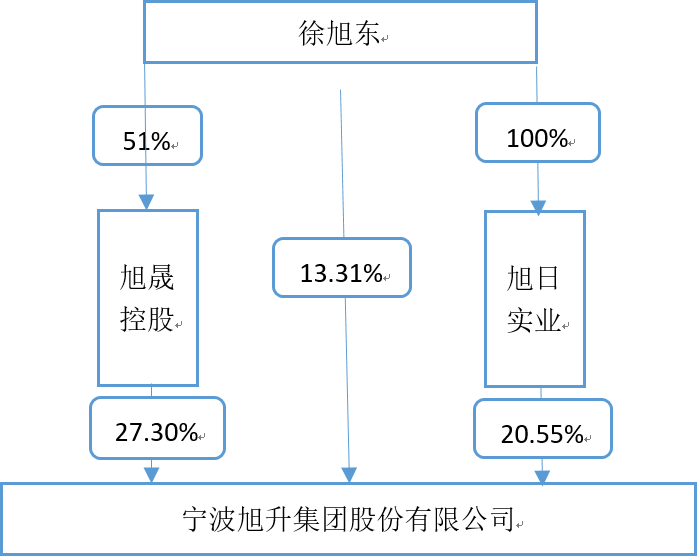 徐旭东
51%
100%
旭晟
控股
13.31%
旭日
实业
27.30%
20.55%
宁波旭升集团股份有限公司